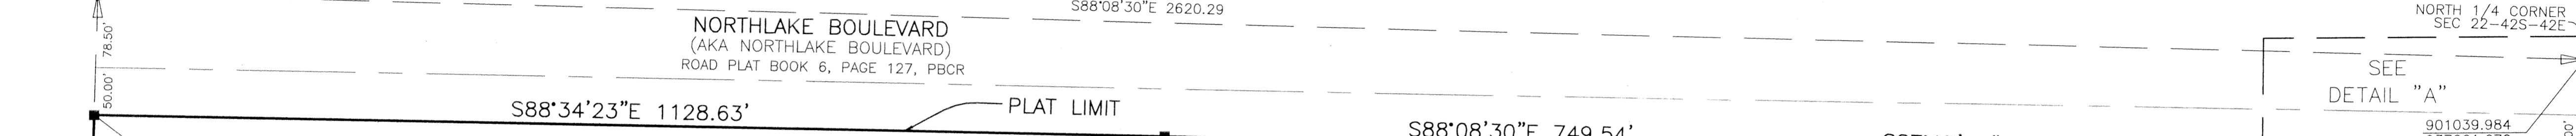 S88°08'30"E 2620.29
NORTH 1/4 CORNER
SEC 22-42S-42E
NORTHLAKE BOULEVARD
(AKA NORTHLAKE BOULEVARD)
ROAD PLAT BOOK 6, PAGE 127, PBCR
78.50'
50.00'
SEE
DETAIL "A"
S88°34'23"E 1128.63'
PLAT LIMIT
S88°08'30"E 749.54'
901039.984